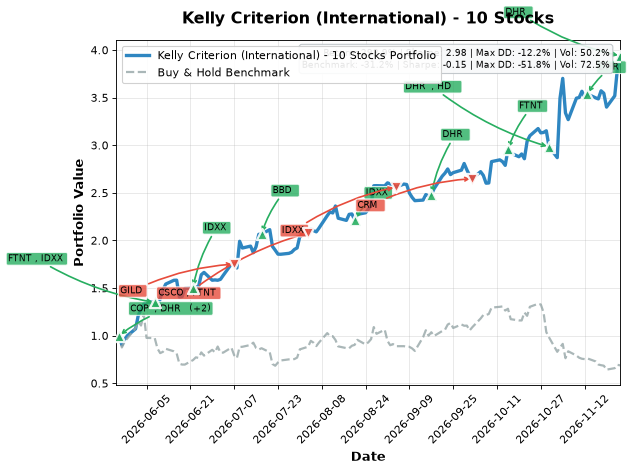 DHR
Kelly Criterion (International) - 10 Stocks
Kelly Criterion (International) - 10 Stocks Portfolio
2.98 | Max DD: -12.2% | Vol: 50.2%
Buy & Hold Benchmark
-0.15 | Max DD: -51.8% | Vol: 72.5%
DHR , HD
FTNT
DHR
BBD
IDXX
CRM
IDXX
IDXX
FTNT , IDXX
GILD
CSCO
COP , DHR (+2)
Portfolio Value
4.0
3.5
3.0
2.5
2.0
1.5
1.0
0.5
2026-06-05
2026-06-21
2026-07-07
2026-07-23
2026-08-08
2026-08-24
2026-09-09
2026-09-25
2026-10-11
2026-10-27
2026-11-12
Date